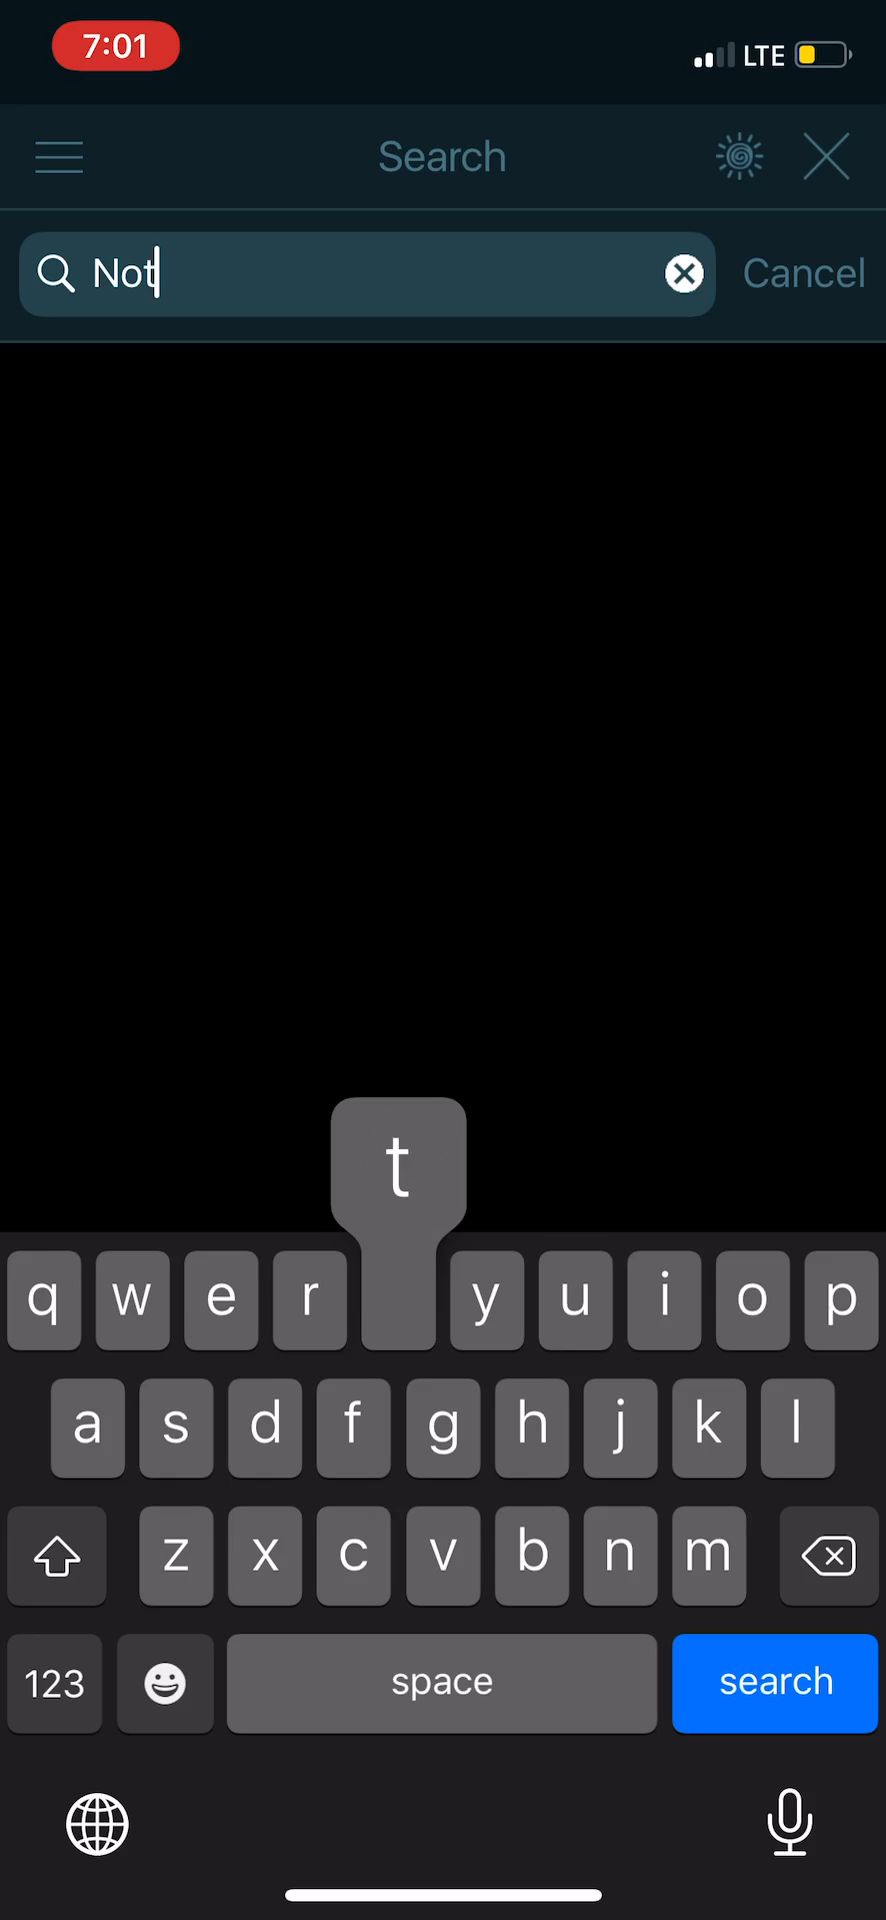 7:01 LTE
Search
Not Cancel
t
q w e r y u i o p
a s d f g h j k l
z x c v b n m
123 space search